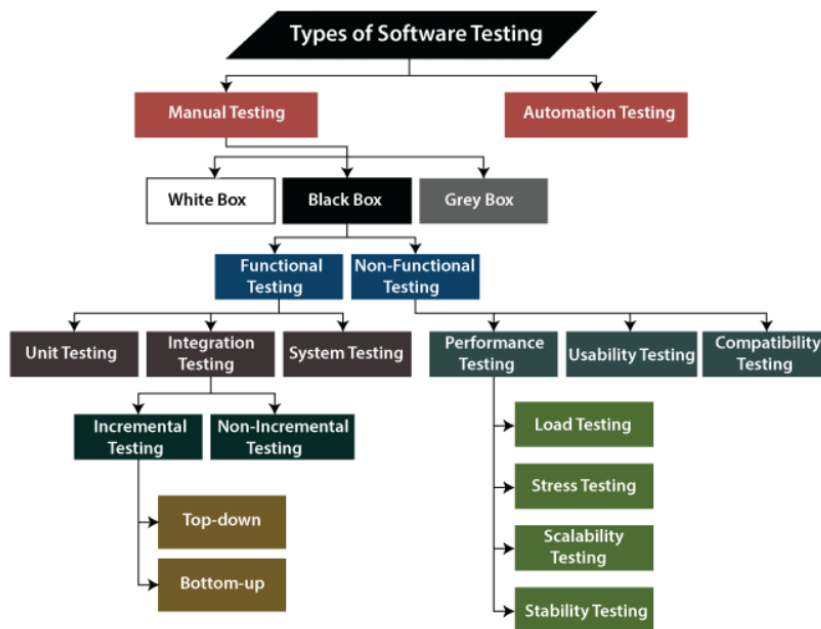 Types of Software Testing
Manual Testing
Automation Testing
White Box
Black Box
Grey Box
Functional
Testing
Non-Functional
Testing
Unit Testing
Integration
Testing
System Testing
Performance
Testing
Usability Testing
Compatibility
Testing
Incremental
Testing
Non-Incremental
Testing
Load Testing
Stress Testing
Scalability
Testing
Stability Testing
Top-down
Bottom-up